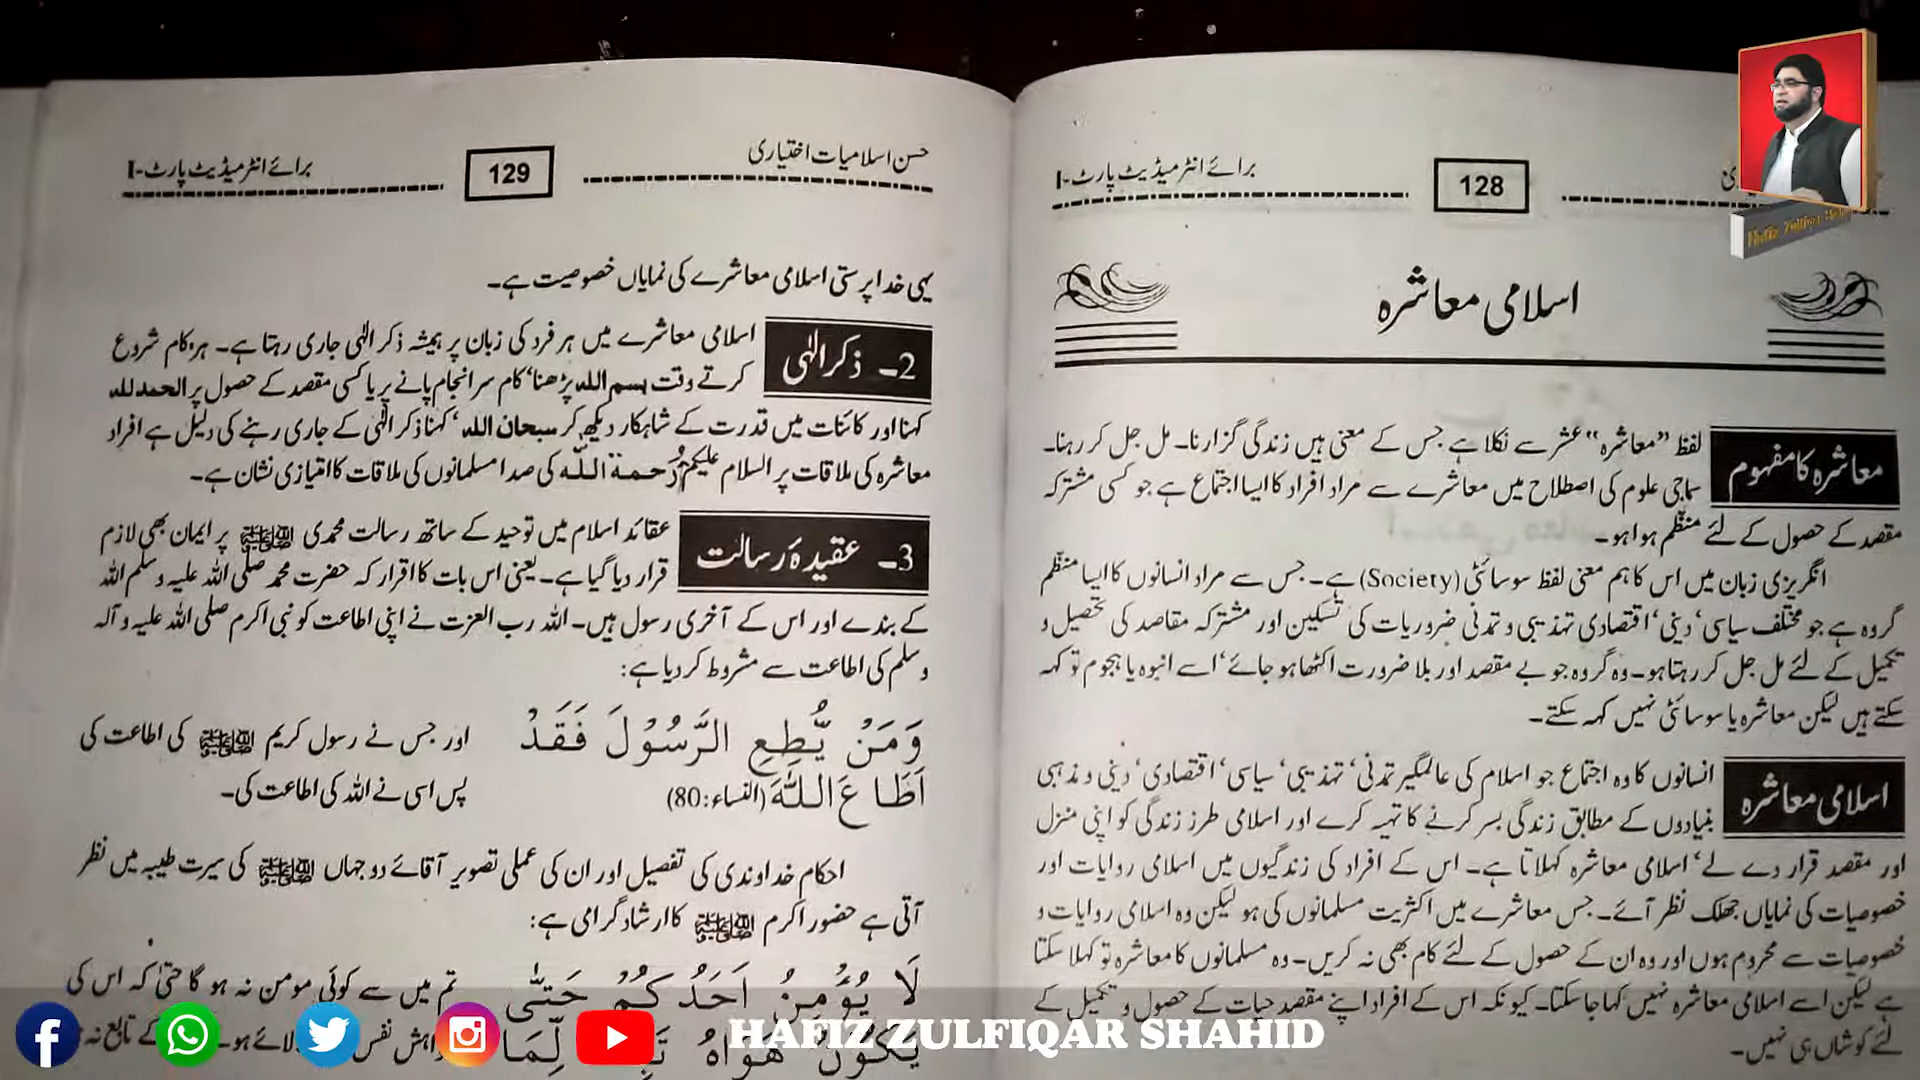 برائے انٹرمیڈیٹ پارٹ-I
128
اسلامی معاشرہ
معاشرہ کا مفہوم
لفظ ”معاشرہ“ عشر سے نکلا ہے جس کے معنی ہیں زندگی گزارنا۔ مل جل کر رہنا۔
سماجی علوم کی اصطلاح میں معاشرے سے مراد افراد کا ایسا اجتماع ہے جو کسی مشترکہ
مقصد کے حصول کے لئے منظّم ہوا ہو۔
انگریزی زبان میں اس کا ہم معنی لفظ سوسائٹی (Society) ہے۔ جس سے مراد انسانوں کا ایسا منظّم
گروہ ہے جو مختلف سیاسی‘ دینی‘ اقتصادی تہذیبی و تمدنی ضروریات کی تسکین اور مشترکہ مقاصد کی تحصیل و
تکمیل کے لئے مل جل کر رہتا ہو۔ وہ گروہ جو بے مقصد اور بلا ضرورت اکٹھا ہو جائے‘ اسے انبوہ یا ہجوم تو کہہ
سکتے ہیں لیکن معاشرہ یا سوسائٹی نہیں کہہ سکتے۔
اسلامی معاشرہ
انسانوں کا وہ اجتماع جو اسلام کی عالمگیر تمدنی‘ تہذیبی‘ سیاسی‘ اقتصادی‘ دینی و مذہبی
بنیادوں کے مطابق زندگی بسر کرنے کا تہیہ کرے اور اسلامی طرز زندگی کو اپنی منزل
اور مقصد قرار دے لے‘ اسلامی معاشرہ کہلاتا ہے۔ اس کے افراد کی زندگیوں میں اسلامی روایات اور
خصوصیات کی نمایاں جھلک نظر آئے۔ جس معاشرے میں اکثریت مسلمانوں کی ہو لیکن وہ اسلامی روایات و
خصوصیات سے محروم ہوں اور وہ ان کے حصول کے لئے کام بھی نہ کریں۔ وہ مسلمانوں کا معاشرہ تو کہلا سکتا
ہے لیکن اسے اسلامی معاشرہ نہیں کہا جا سکتا۔ کیونکہ اس کے افراد اپنے مقصد حیات کے حصول و تکمیل کے
لئے کوشاں ہی نہیں۔
حسن اسلامیات اختیاری
129
برائے انٹرمیڈیٹ پارٹ-I
یہی خدا پرستی اسلامی معاشرے کی نمایاں خصوصیت ہے۔
2۔ ذکر الٰہی
اسلامی معاشرے میں ہر فرد کی زبان پر ہمیشہ ذکر الٰہی جاری رہتا ہے۔ ہر کام شروع
کرتے وقت بسم اللہ پڑھنا‘ کام سرانجام پانے پر یا کسی مقصد کے حصول پر الحمد للہ
کہنا اور کائنات میں قدرت کے شاہکار دیکھ کر سبحان اللہ‘ کہنا ذکر الٰہی کے جاری رہنے کی دلیل ہے افراد
معاشرہ کی ملاقات پر السلام علیکم ورحمۃ اللّٰہ کی صدا مسلمانوں کی ملاقات کا امتیازی نشان ہے۔
3۔ عقیدۂ رسالت
عقائد اسلام میں توحید کے ساتھ رسالت محمدی ﷺ پر ایمان بھی لازم
قرار دیا گیا ہے۔ یعنی اس بات کا اقرار کہ حضرت محمد صلی اللہ علیہ وسلم اللہ
کے بندے اور اس کے آخری رسول ہیں۔ اللہ رب العزت نے اپنی اطاعت کو نبی اکرم صلی اللہ علیہ و آلہ
وسلم کی اطاعت سے مشروط کر دیا ہے:
وَمَنْ يُّطِعِ الرَّسُوْلَ فَقَدْ
اَطَاعَ اللّٰهَ (النساء:80)
اور جس نے رسول کریم ﷺ کی اطاعت کی
پس اسی نے اللہ کی اطاعت کی۔
احکام خداوندی کی تفصیل اور ان کی عملی تصویر آقائے دو جہاں ﷺ کی سیرت طیبہ میں نظر
آتی ہے حضور اکرم ﷺ کا ارشاد گرامی ہے:
لَا يُؤْمِنُ اَحَدُكُمْ حَتّٰى
يَكُوْنَ هَوَاهُ لِّمَا
تم میں سے کوئی مومن نہ ہو گا حتیٰ کہ اس کی
نفس لائے ہو کے تابع نہ
Hafiz Zulfiqar
HAFIZ ZULFIQAR SHAHID